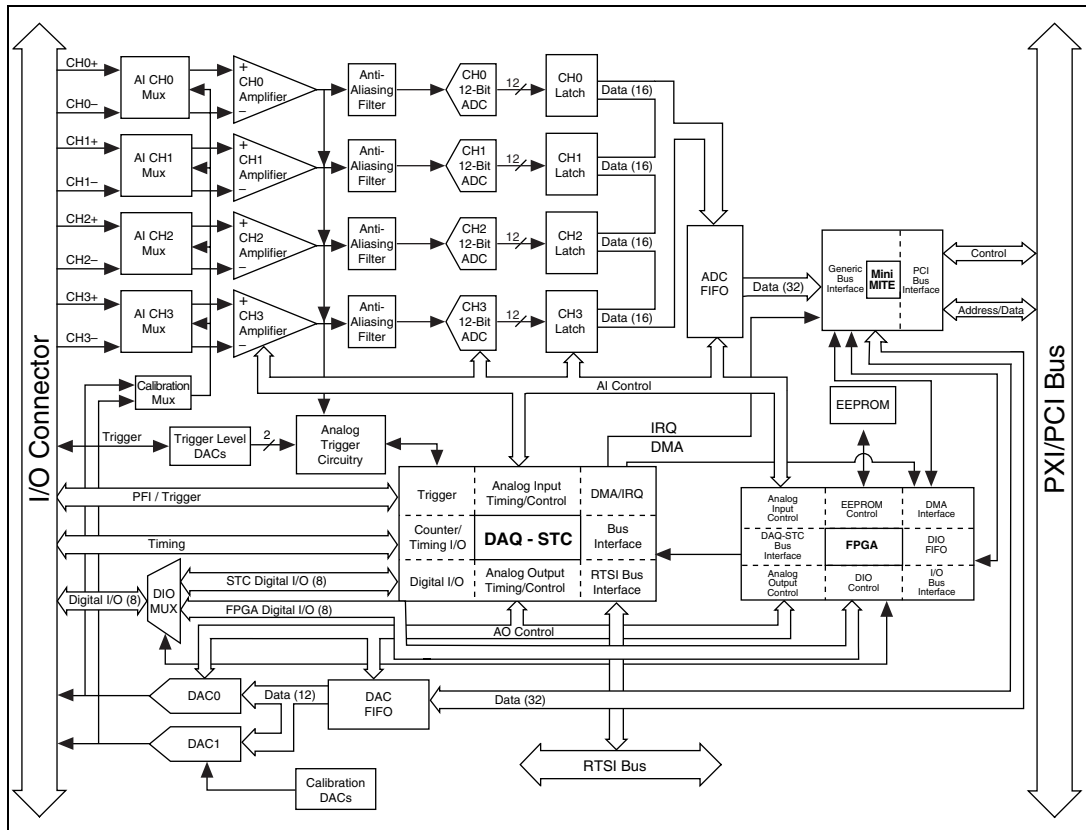 I/O Connector
PXI/PCI Bus
CH0+
CH0–
AI CH0
Mux
+
CH0
Amplifier
–
Anti-
Aliasing
Filter
CH0
12-Bit
ADC
12
CH0
Latch
Data (16)
CH1+
CH1–
AI CH1
Mux
+
CH1
Amplifier
–
Anti-
Aliasing
Filter
CH1
12-Bit
ADC
12
CH1
Latch
Data (16)
CH2+
CH2–
AI CH2
Mux
+
CH2
Amplifier
–
Anti-
Aliasing
Filter
CH2
12-Bit
ADC
12
CH2
Latch
Data (16)
CH3+
CH3–
AI CH3
Mux
+
CH3
Amplifier
–
Anti-
Aliasing
Filter
CH3
12-Bit
ADC
12
CH3
Latch
Data (16)
ADC
FIFO
Data (32)
Generic
Bus
Interface
Mini
MITE
PCI
Bus
Interface
Control
Address/Data
AI Control
Calibration
Mux
Trigger
Trigger Level
DACs
2
Analog
Trigger
Circuitry
IRQ
DMA
EEPROM
PFI / Trigger
Timing
Trigger
Analog Input
Timing/Control
DMA/IRQ
Counter/
Timing I/O
DAQ - STC
Bus
Interface
Digital I/O
Analog Output
Timing/Control
RTSI Bus
Interface
Analog
Input
Control
EEPROM
Control
DMA
Interface
DAQ-STC
Bus
Interface
FPGA
DIO
FIFO
Analog
Output
Control
DIO
Control
I/O
Bus
Interface
Digital I/O (8)
DIO
MUX
STC Digital I/O (8)
FPGA Digital I/O (8)
AO Control
DAC0
Data (12)
DAC
FIFO
Data (32)
DAC1
Calibration
DACs
RTSI Bus